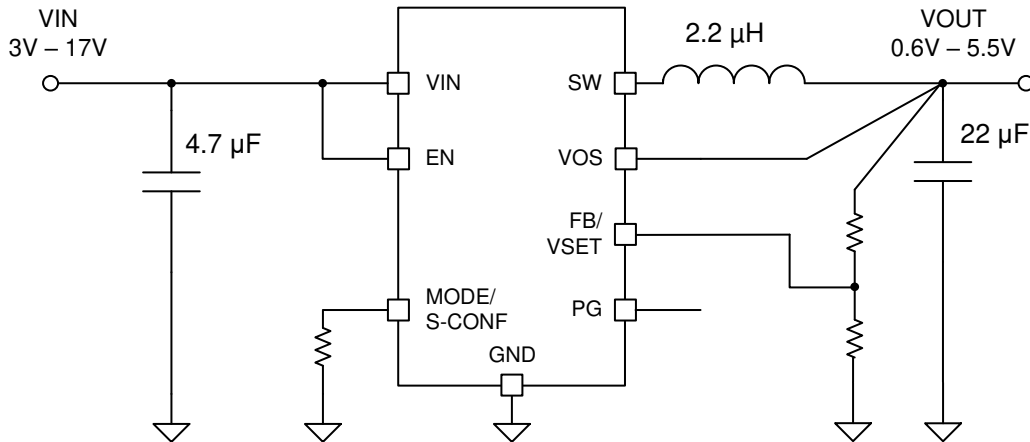 VIN
3V – 17V
4.7 µF
VIN
EN
MODE/
S-CONF
GND
SW
VOS
FB/
VSET
PG
2.2 µH
VOUT
0.6V – 5.5V
22 µF